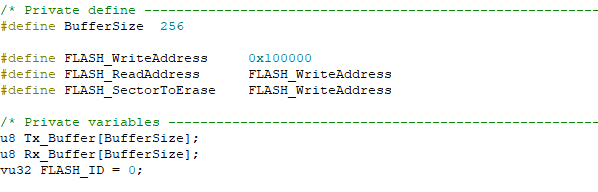 /* Private define ---------------------------------------------------------
#define BufferSize  256
#define FLASH_WriteAddress     0x100000
#define FLASH_ReadAddress      FLASH_WriteAddress
#define FLASH_SectorToErase    FLASH_WriteAddress
/* Private variables ------------------------------------------------------
u8 Tx_Buffer[BufferSize];
u8 Rx_Buffer[BufferSize];
vu32 FLASH_ID = 0;